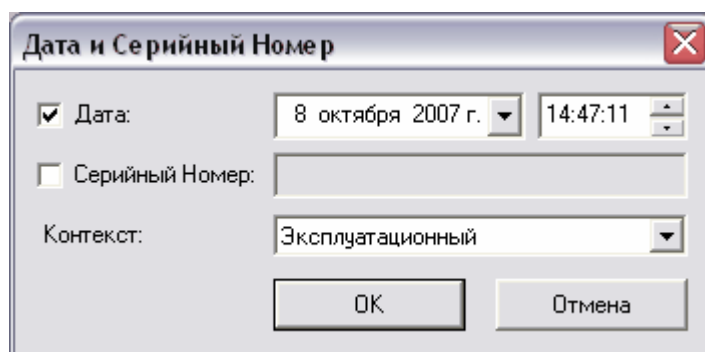 Дата и Серийный Номер
Дата: 8 октября 2007 г. 14:47:11
Серийный Номер:
Контекст: Эксплуатационный
OK Отмена